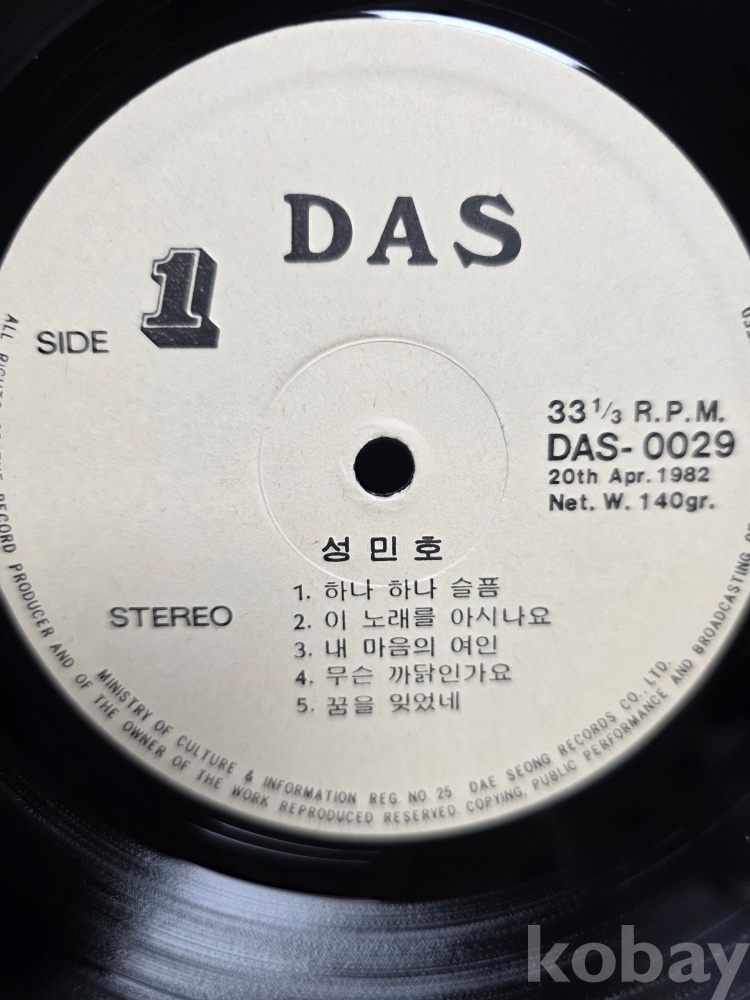 DAS
SIDE 1
33 1/3 R.P.M.
DAS-0029
20th Apr. 1982
Net. W. 140gr.
성민호
STEREO
1. 하나 하나 슬픔
2. 이 노래를 아시나요
3. 내 마음의 여인
4. 무슨 까닭인가요
5. 꿈을 잊었네
MINISTRY OF CULTURE & INFORMATION REG. NO. 25 DAE SEONG RECORDS CO., LTD.
ALL RIGHTS OF THE RECORD PRODUCER AND OF THE OWNER OF THE WORK REPRODUCED RESERVED. COPYING, PUBLIC PERFORMANCE AND BROADCASTING
kobay